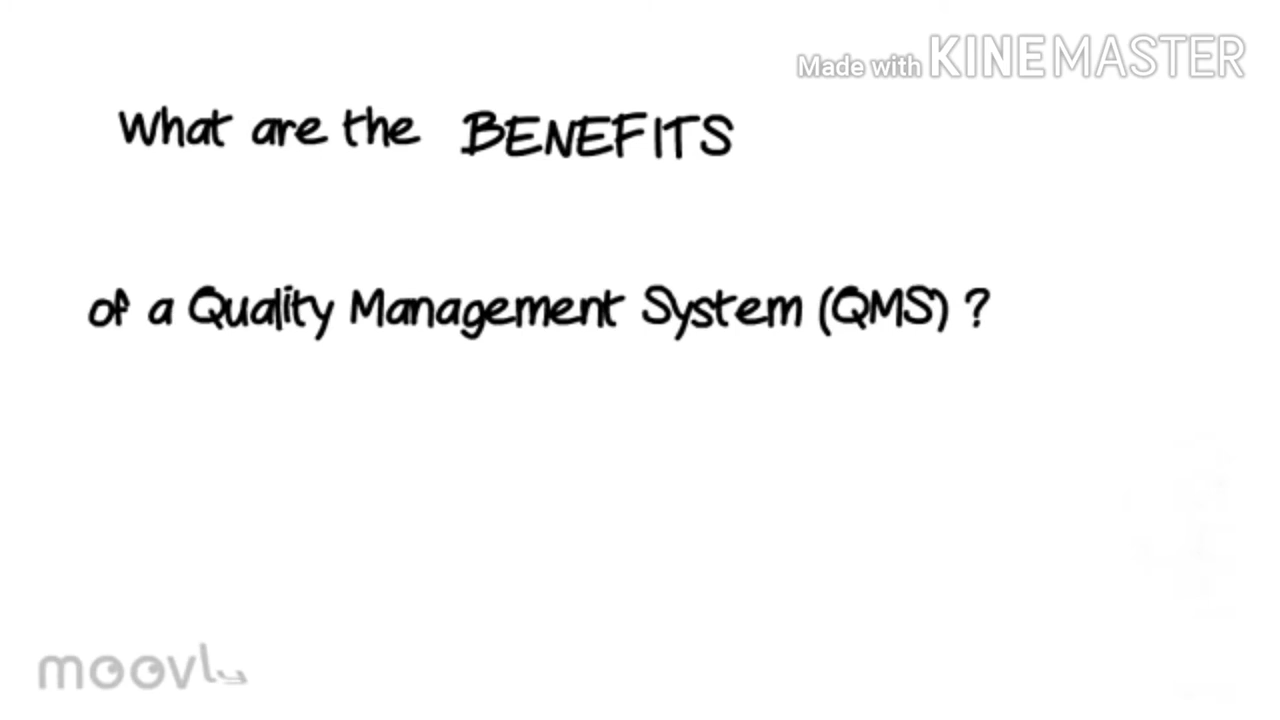 Made with KINEMASTER
What are the BENEFITS
of a Quality Management System (QMS) ?
moovly